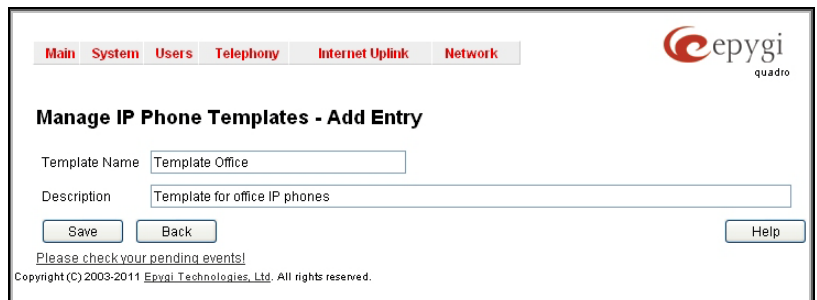 Main System Users Telephony Internet Uplink Network
epygi
quadro
Manage IP Phone Templates - Add Entry
Template Name Template Office
Description Template for office IP phones
Save Back Help
Please check your pending events!
Copyright (C) 2003-2011 Epygi Technologies, Ltd. All rights reserved.